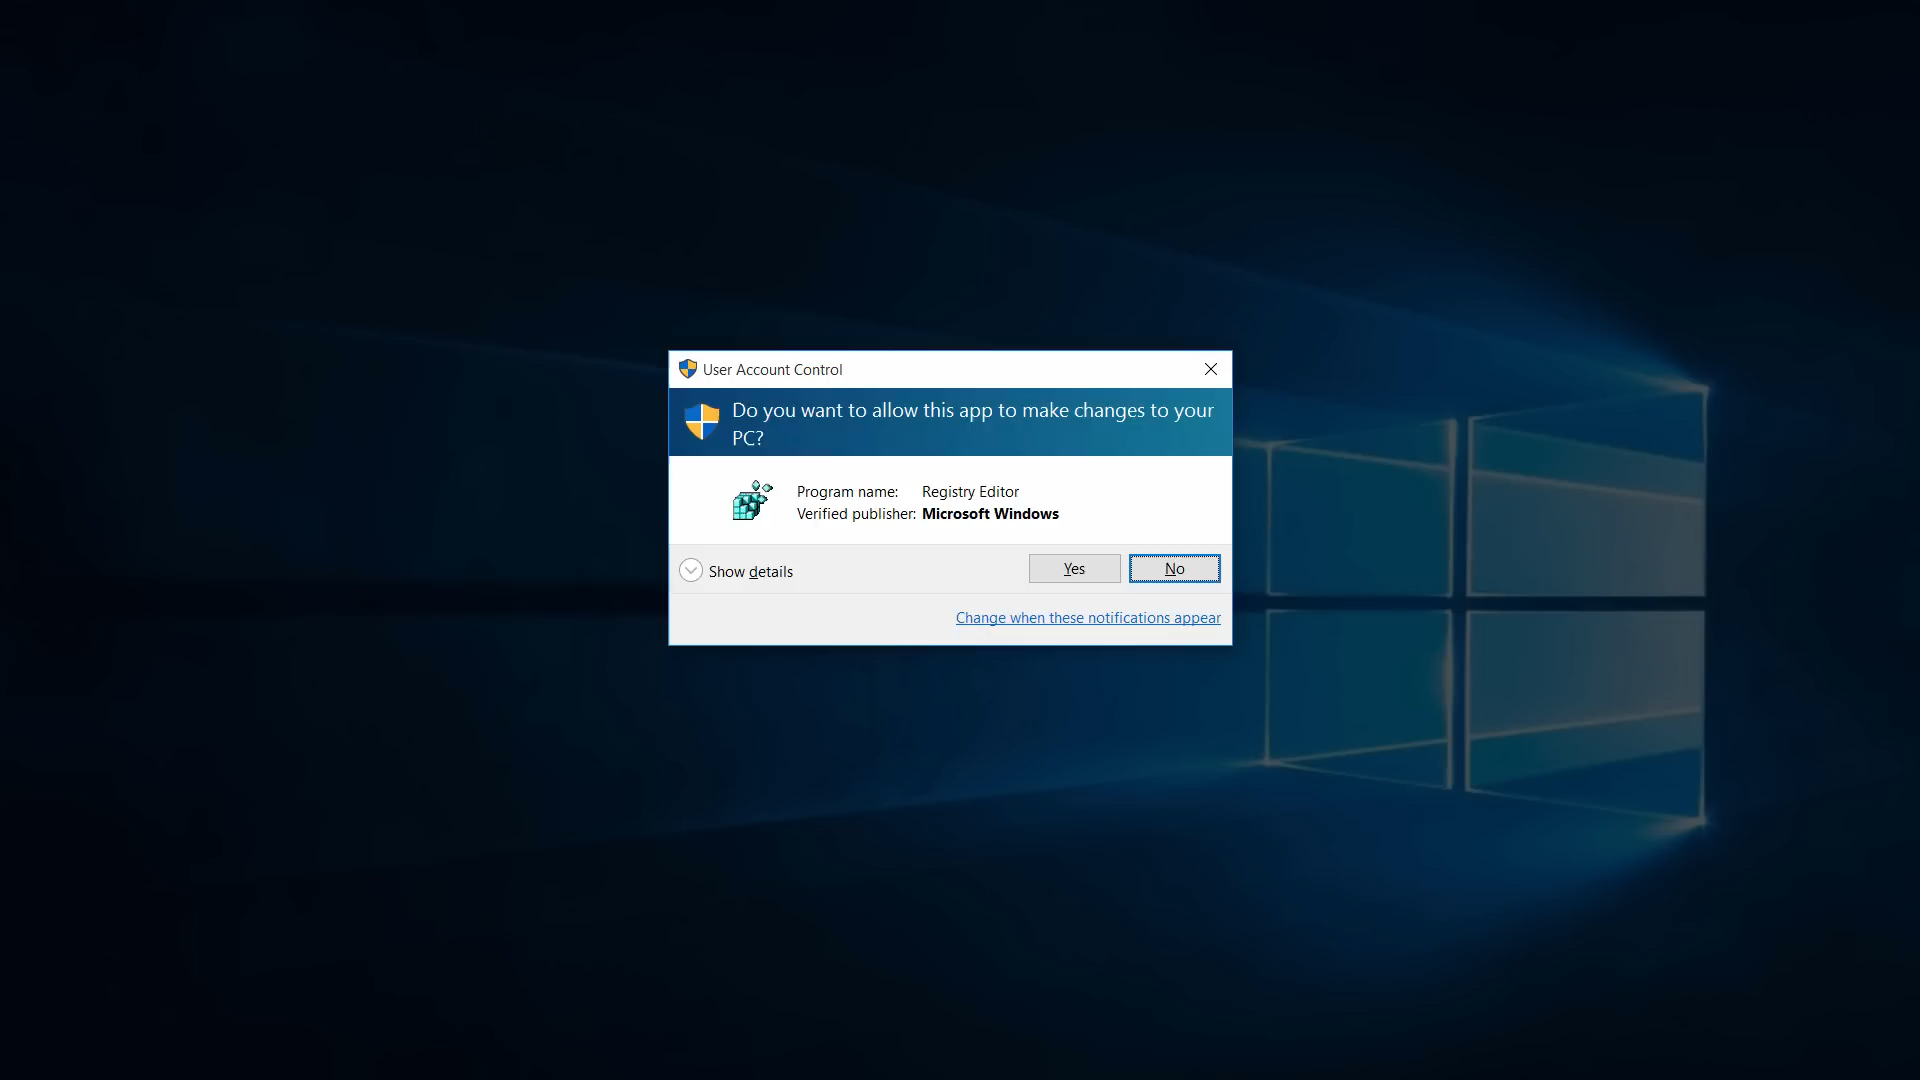 User Account Control
Do you want to allow this app to make changes to your
PC?
Program name: Registry Editor
Verified publisher: Microsoft Windows
Show details
Yes
No
Change when these notifications appear